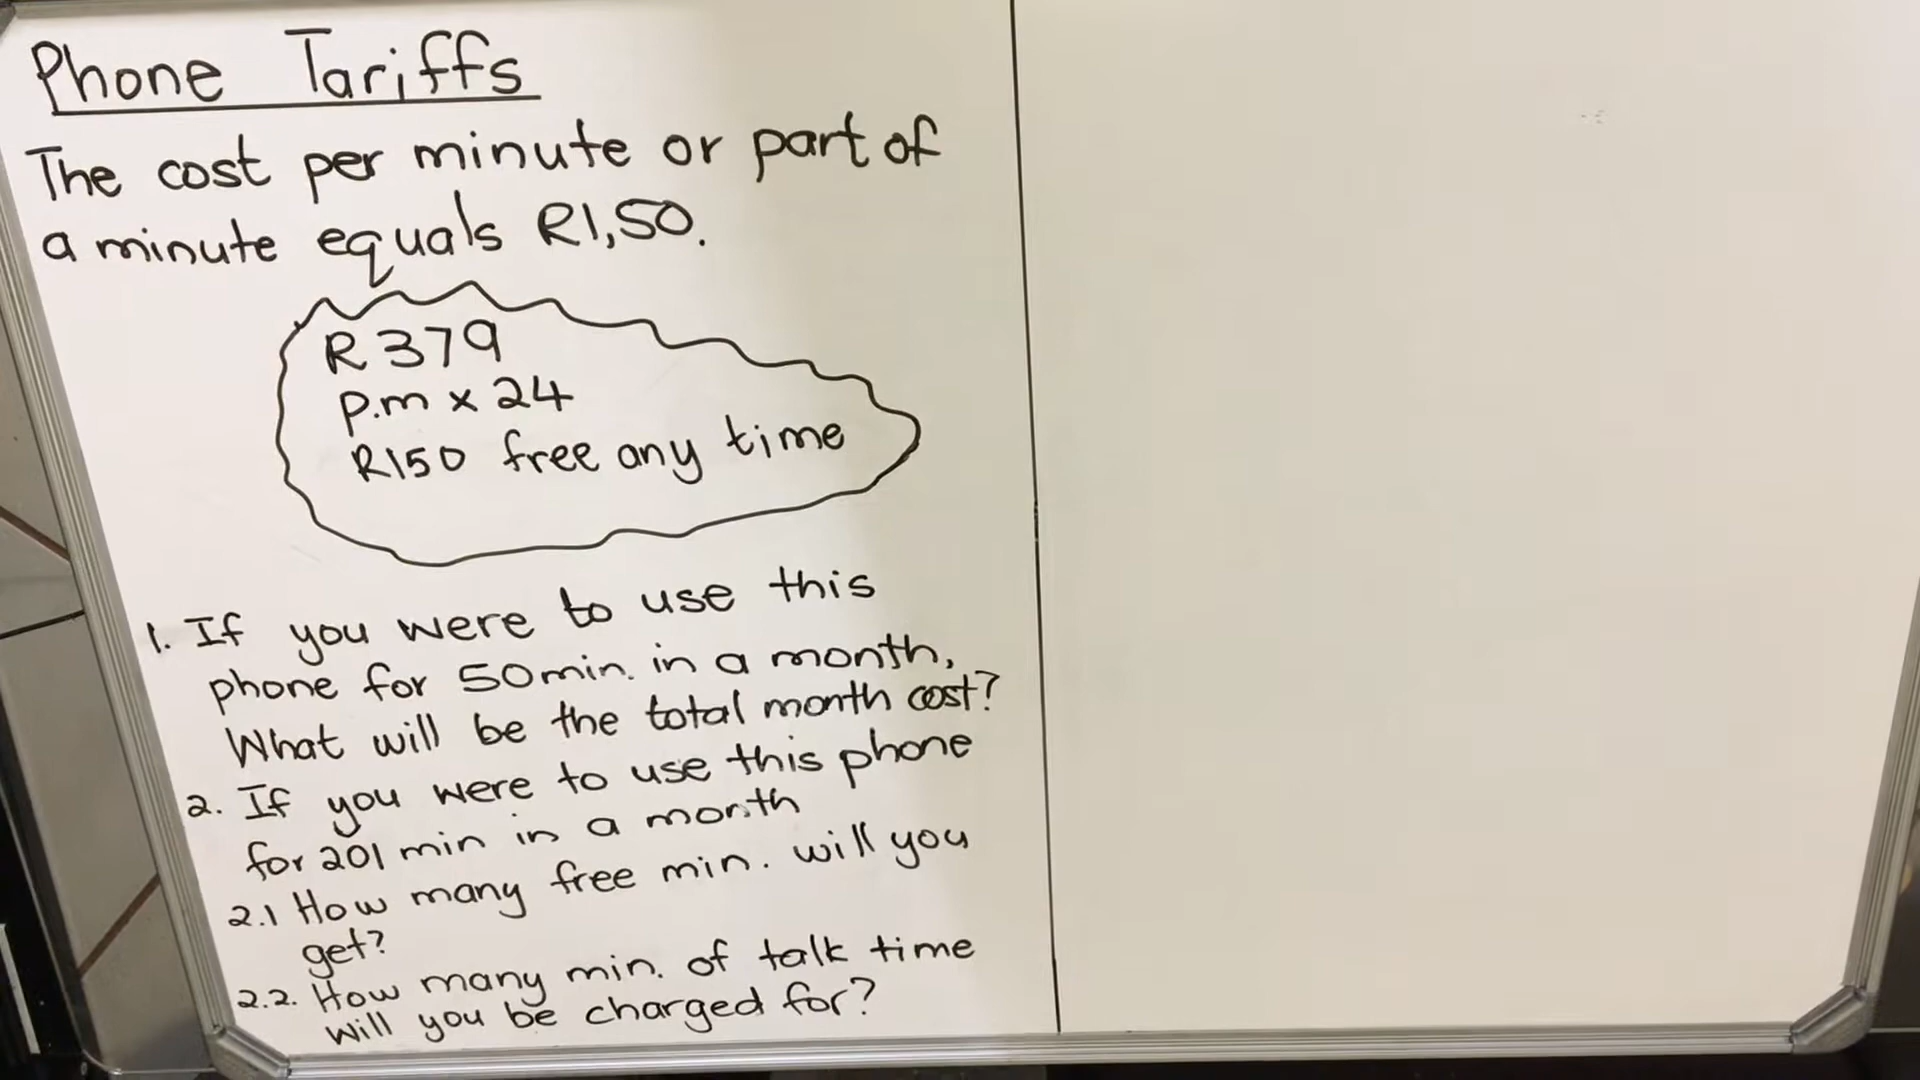 Phone Tariffs
The cost per minute or part of
a minute equals R1,50.
R379
p.m x 24
R150 free any time
1. If you were to use this
phone for 50min. in a month,
What will be the total month cost?
2. If you were to use this phone
for 201 min in a month
2.1 How many free min. will you
get?
2.2. How many min. of talk time
will you be charged for?